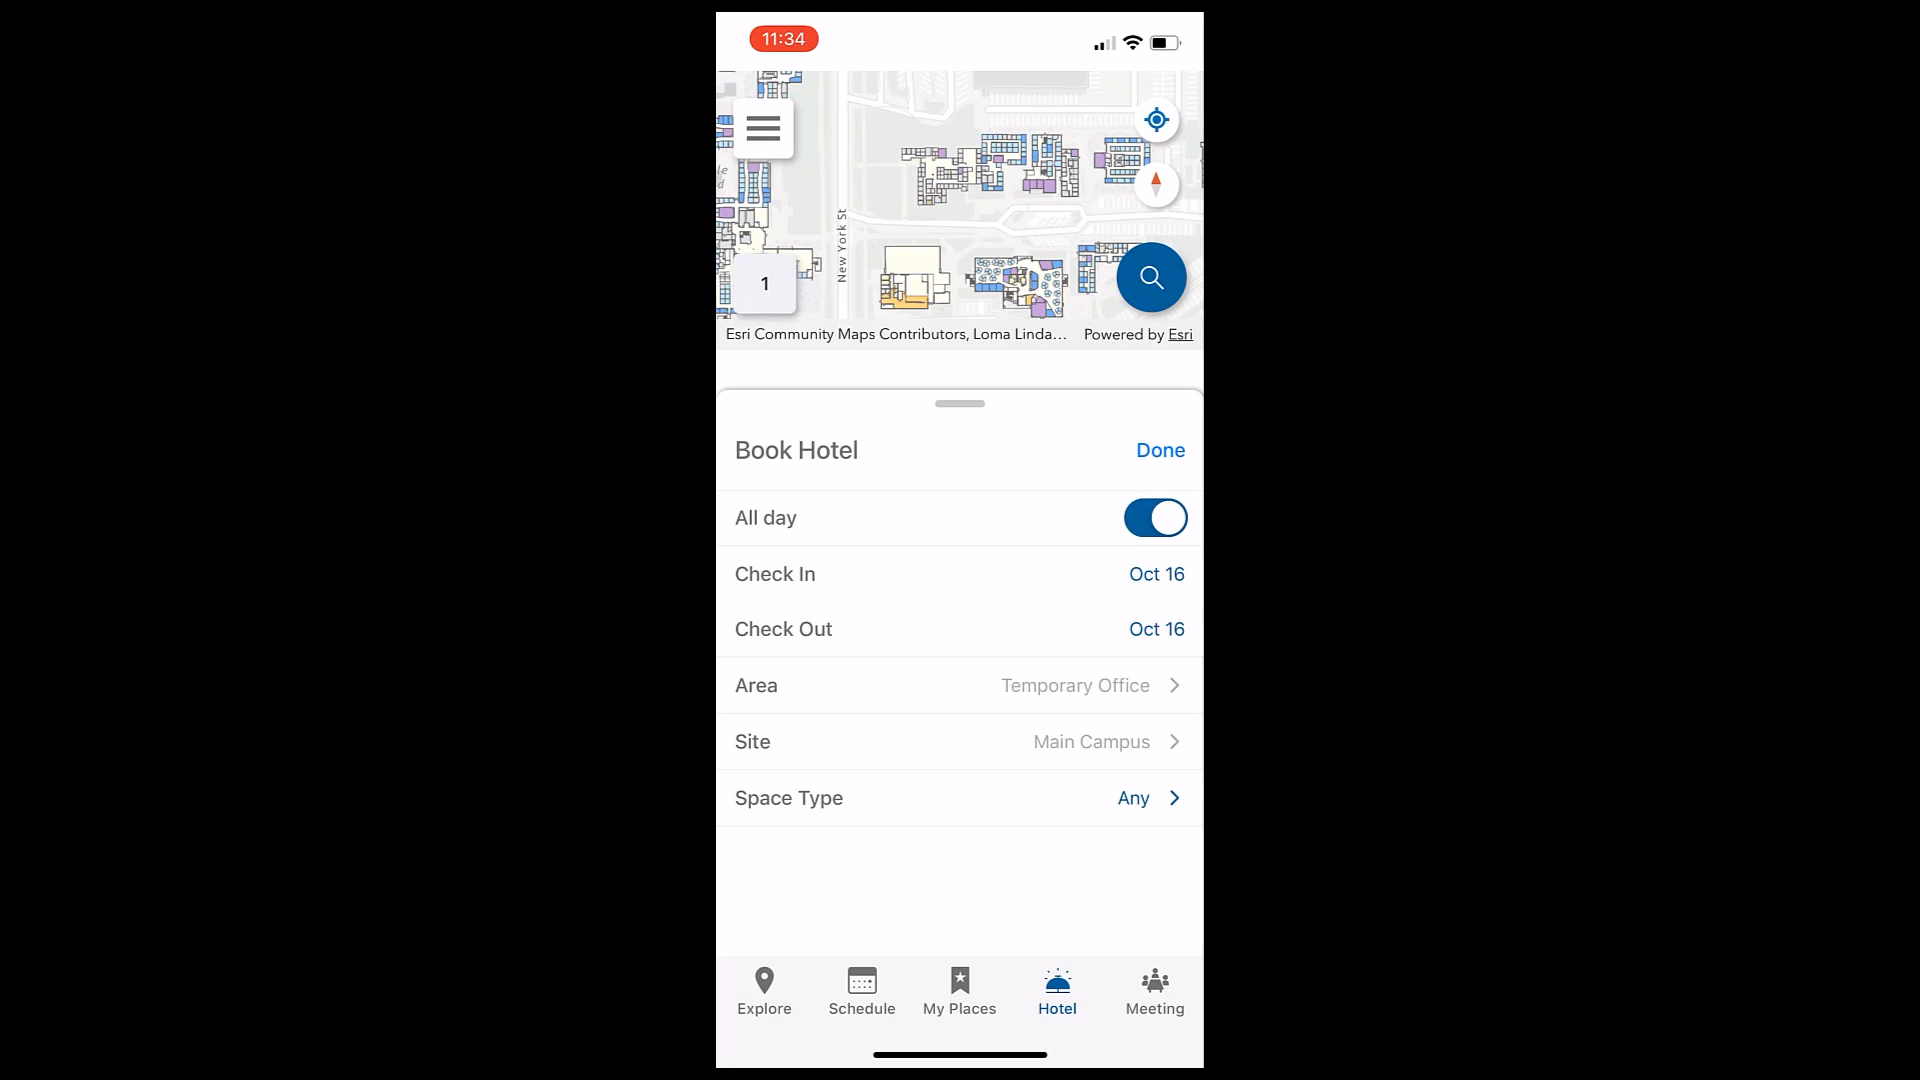 11:34
le
d
New York St
1
Esri Community Maps Contributors, Loma Linda... Powered by Esri
Book Hotel Done
All day
Check In Oct 16
Check Out Oct 16
Area Temporary Office
Site Main Campus
Space Type Any
Explore Schedule My Places Hotel Meeting